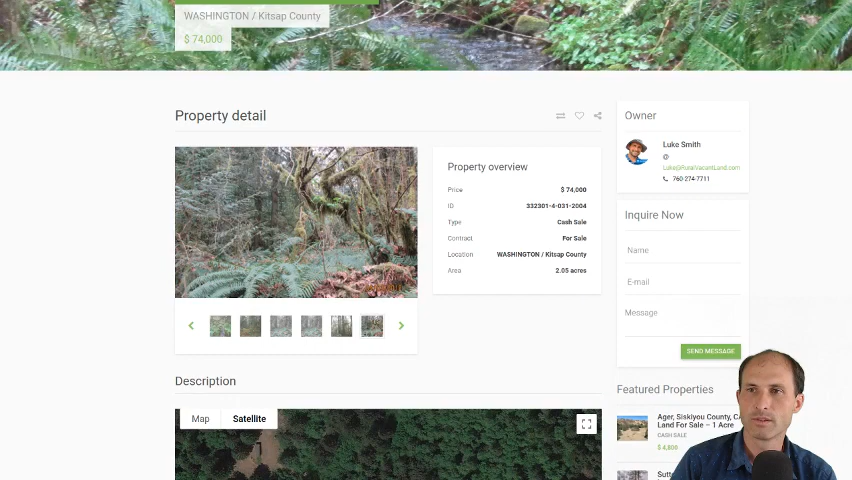 WASHINGTON / Kitsap County
$ 74,000
Property detail
Property overview
Price $ 74,000
ID 332301-4-031-2004
Type Cash Sale
Contract For Sale
Location WASHINGTON / Kitsap County
Area 2.05 acres
Owner
Luke Smith
@
Luke@RuralVacantLand.com
760-274-7711
Inquire Now
Name
E-mail
Message
SEND MESSAGE
Description
Map Satellite
Featured Properties
Ager, Siskiyou County, CA
Land For Sale – 1 Acre
CASH SALE
$ 4,800